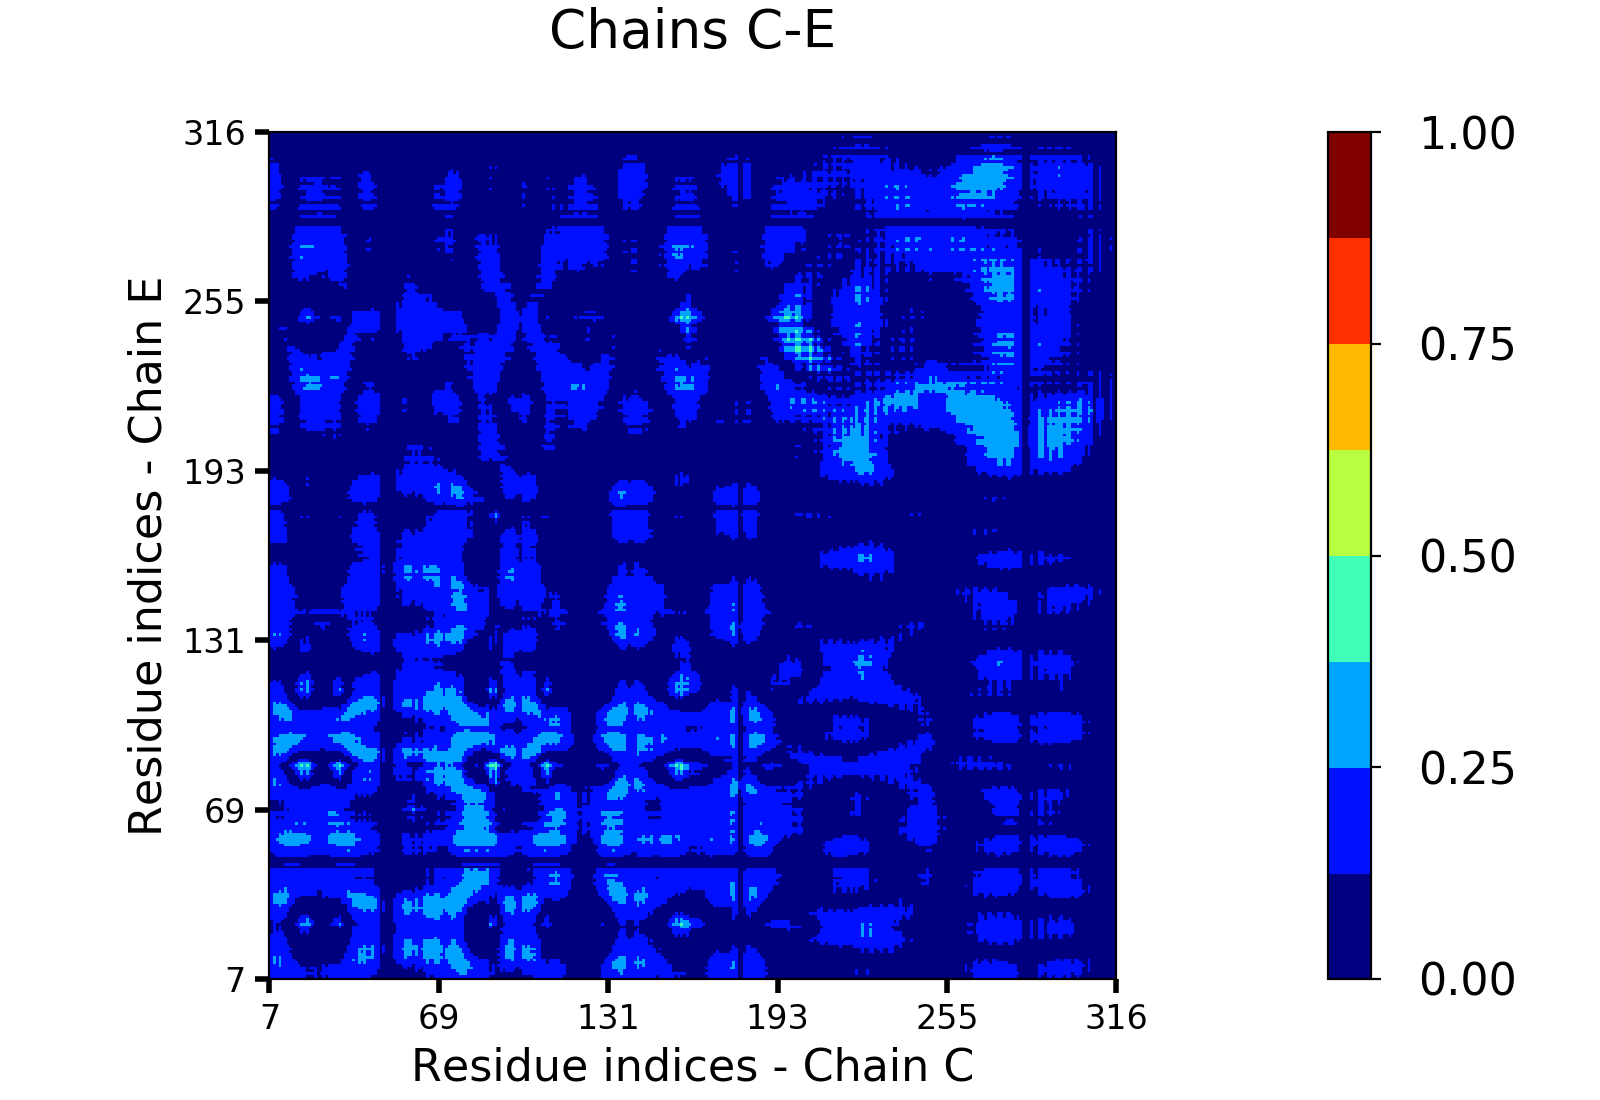 Chains C-E
316
255
193
131
69
7
Residue indices - Chain E
7 69 131 193 255 316
Residue indices - Chain C
1.00
0.75
0.50
0.25
0.00